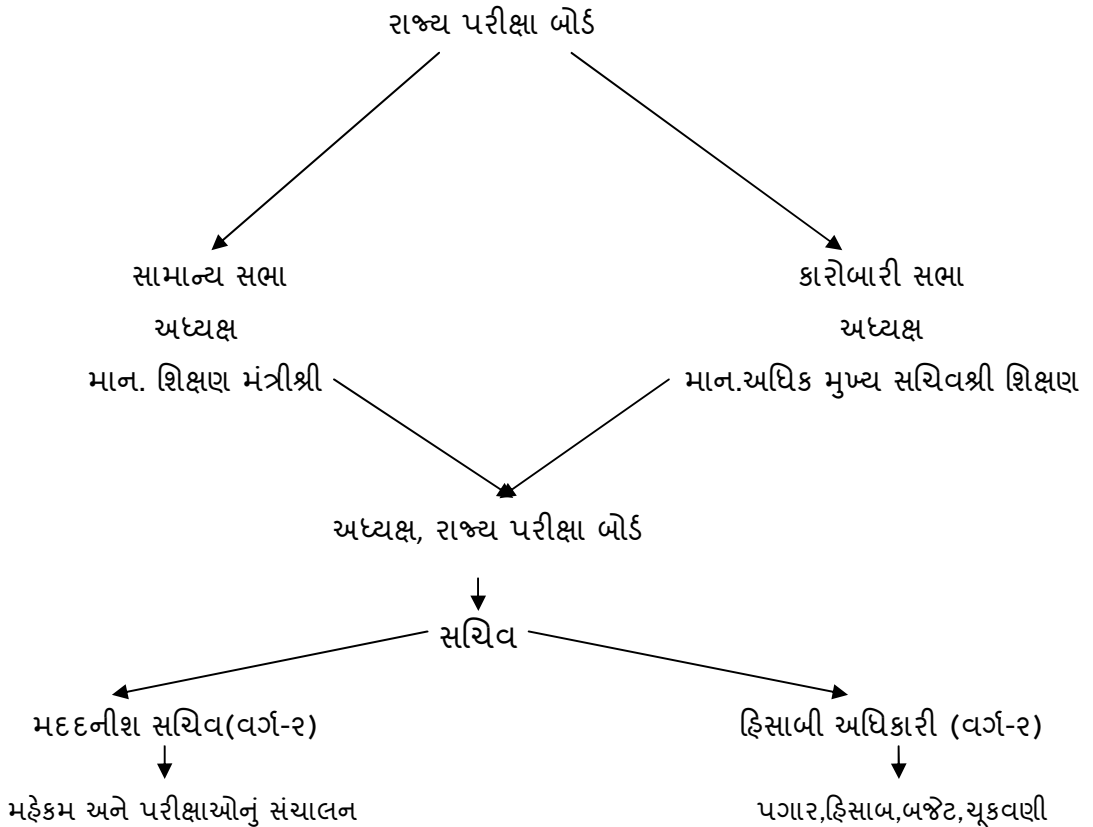 રાજ્ય પરીક્ષા બોર્ડ
સામાન્ય સભા
કારોબારી સભા
અધ્યક્ષ
અધ્યક્ષ
માન. શિક્ષણ મંત્રીશ્રી
માન.અધિક મુખ્ય સચિવશ્રી શિક્ષણ
અધ્યક્ષ, રાજ્ય પરીક્ષા બોર્ડ
સચિવ
મદદનીશ સચિવ(વર્ગ-૨)
હિસાબી અધિકારી (વર્ગ-૨)
મહેકમ અને પરીક્ષાઓનું સંચાલન
પગાર,હિસાબ,બજેટ,ચૂકવણી